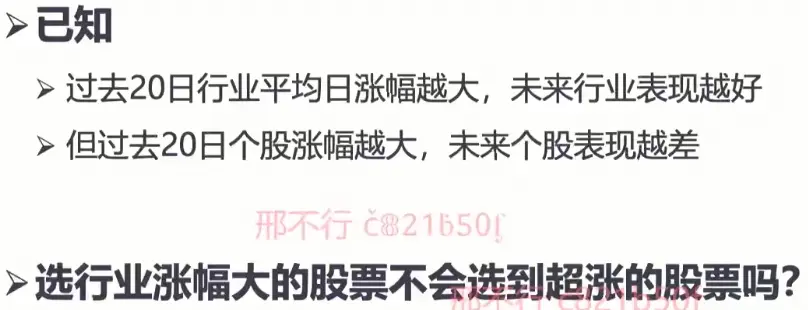 ➢已知
➢过去20日行业平均日涨幅越大，未来行业表现越好
➢但过去20日个股涨幅越大，未来个股表现越差
邢不行
➢选行业涨幅大的股票不会选到超涨的股票吗？
邢不行